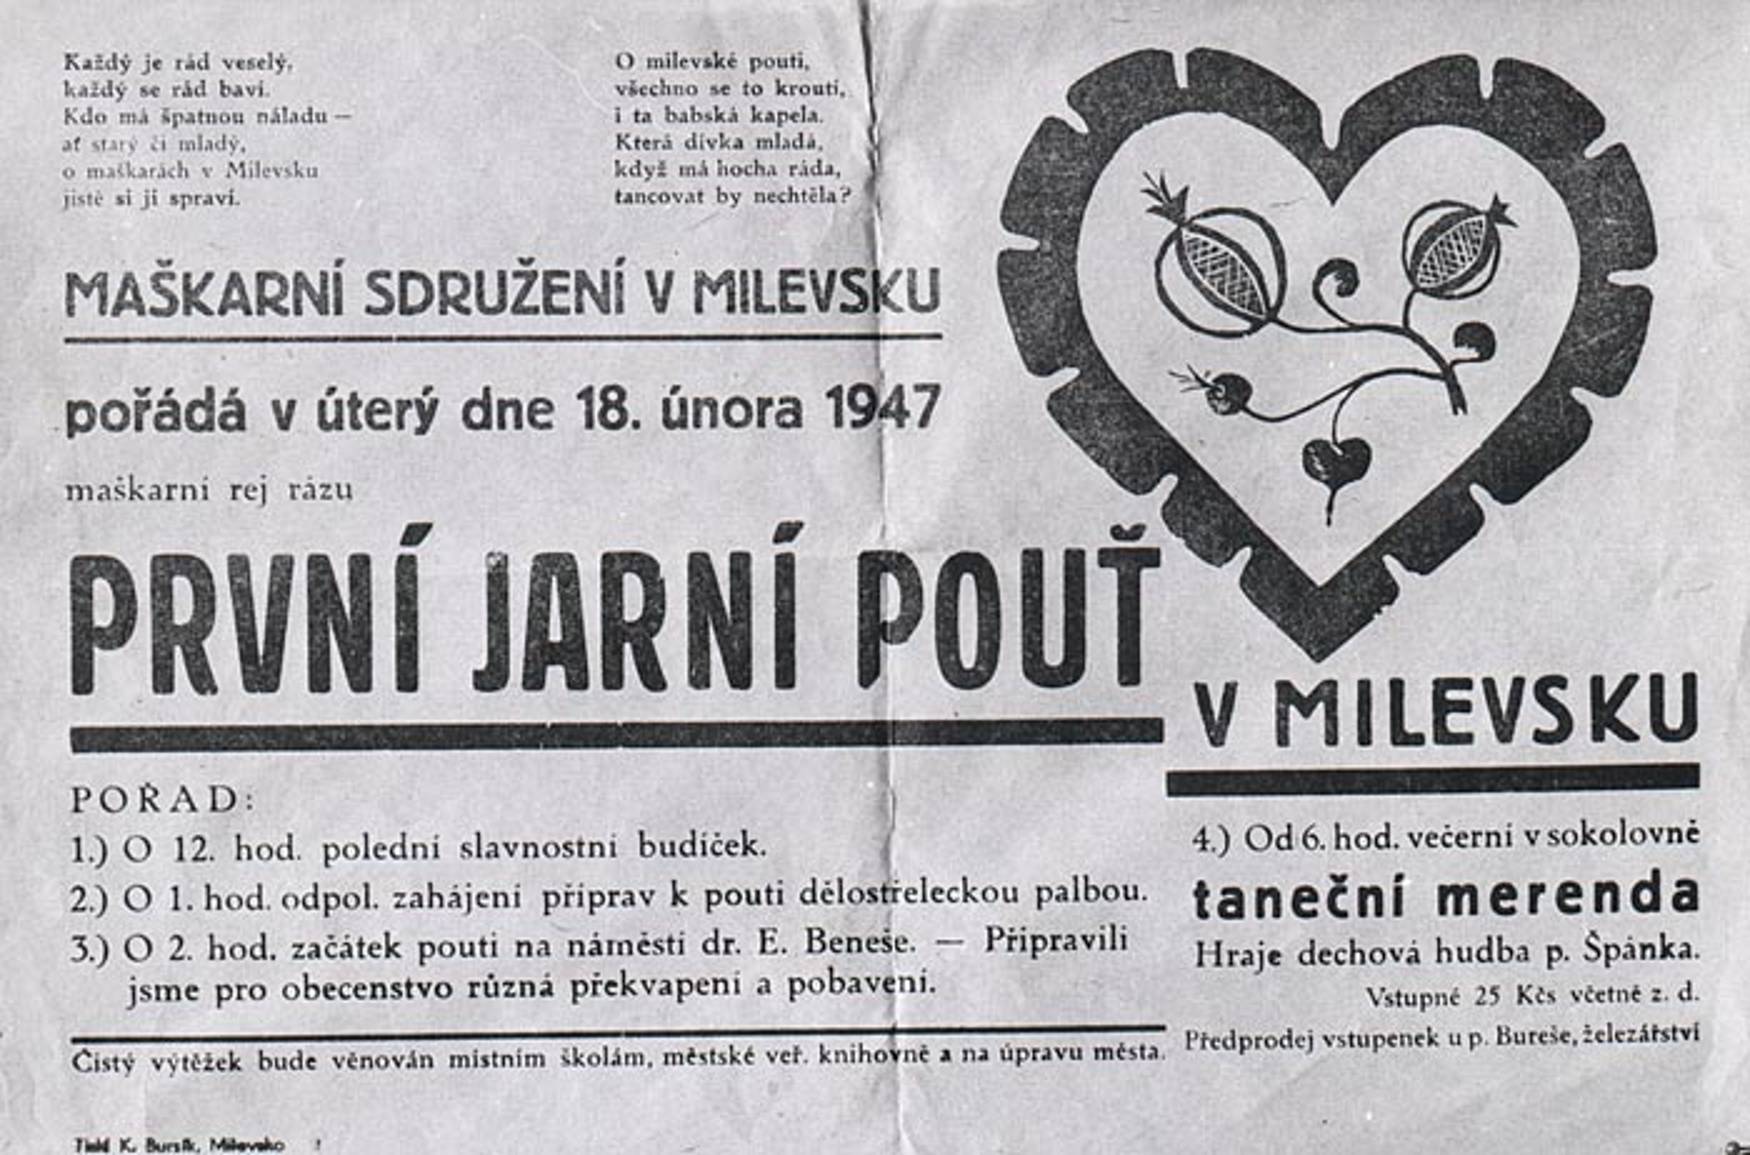 Každý je rád veselý,
každý se rád baví.
Kdo má špatnou náladu —
ať starý či mladý,
o maškarách v Milevsku
jistě si ji spraví.
O milevské pouti,
všechno se to kroutí,
i ta babská kapela.
Která dívka mladá,
když má hocha ráda,
tancovat by nechtěla?
MAŠKARNÍ SDRUŽENÍ V MILEVSKU
pořádá v úterý dne 18. února 1947
maškarní rej rázu
PRVNÍ JARNÍ POUŤ
V MILEVSKU
POŘAD:
1.) O 12. hod. polední slavnostní budíček.
2.) O 1. hod. odpol. zahájení příprav k pouti dělostřeleckou palbou.
3.) O 2. hod. začátek pouti na náměstí dr. E. Beneše. — Připravili
jsme pro obecenstvo různá překvapení a pobavení.
4.) Od 6. hod. večerní v sokolovně
taneční merenda
Hraje dechová hudba p. Špánka.
Vstupné 25 Kčs včetně z. d.
Předprodej vstupenek u p. Bureše, železářství
Čistý výtěžek bude věnován místním školám, městské veř. knihovně a na úpravu města.
Tiskl K. Bursík, Milevsko